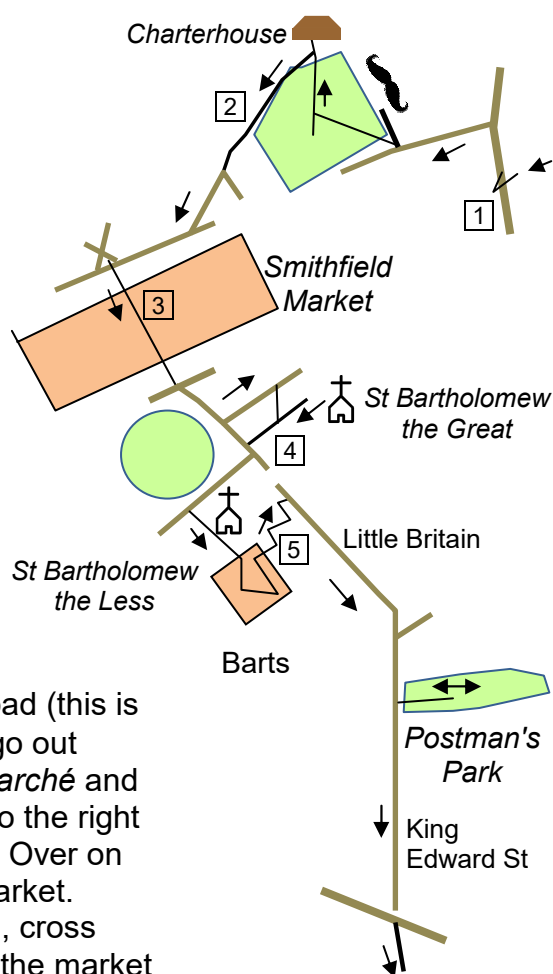 Charterhouse
2
1
Smithfield
Market
3
St Bartholomew
the Great
4
5
Little Britain
St Bartholomew
the Less
Barts
Postman's
Park
King
Edward St
ad (this is
go out
arché and
o the right
Over on
arket.
, cross
the market